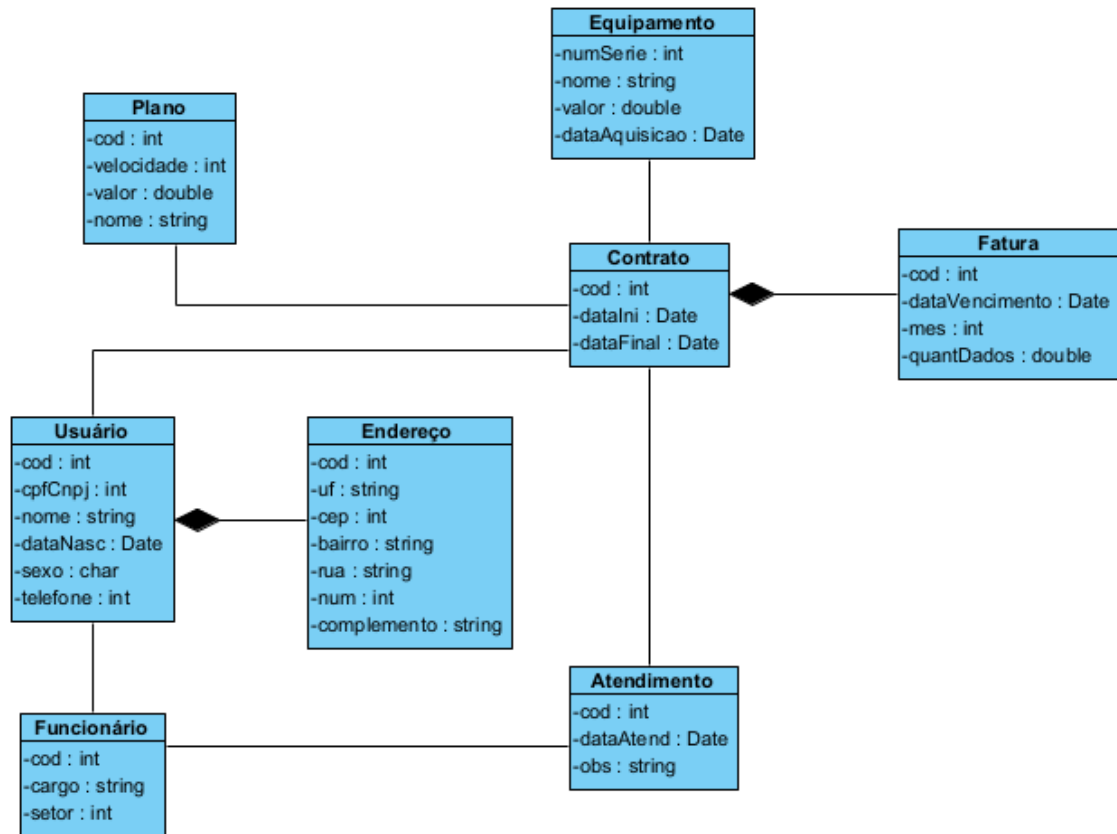 Equipamento
-numSerie : int
-nome : string
-valor : double
-dataAquisicao : Date
Plano
-cod : int
-velocidade : int
-valor : double
-nome : string
Contrato
-cod : int
-dataIni : Date
-dataFinal : Date
Fatura
-cod : int
-dataVencimento : Date
-mes : int
-quantDados : double
Usuário
-cod : int
-cpfCnpj : int
-nome : string
-dataNasc : Date
-sexo : char
-telefone : int
Endereço
-cod : int
-uf : string
-cep : int
-bairro : string
-rua : string
-num : int
-complemento : string
Funcionário
-cod : int
-cargo : string
-setor : int
Atendimento
-cod : int
-dataAtend : Date
-obs : string